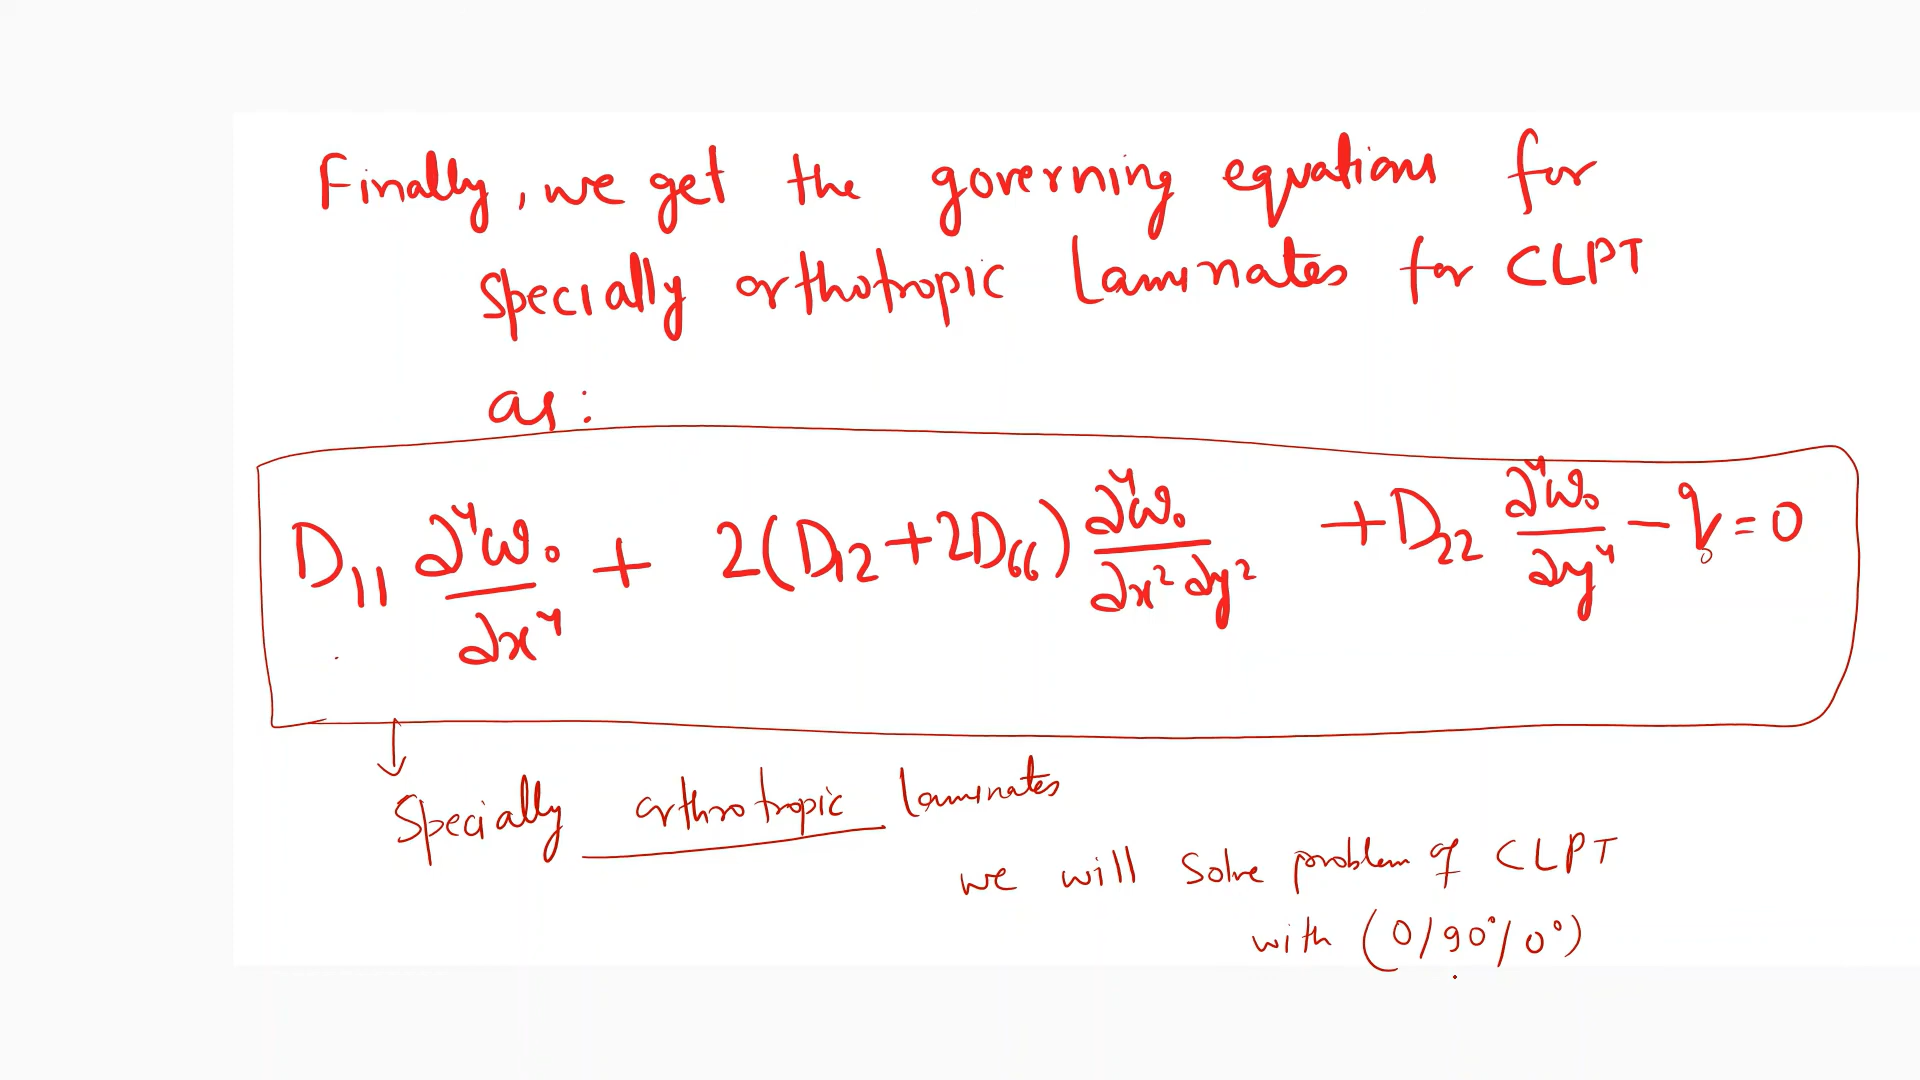 Finally, we get the governing equations for
specially orthotropic Laminates for CLPT
as:
D₁₁ ∂⁴w₀/∂x⁴ + 2(D₁₂+2D₆₆) ∂⁴w₀/∂x²∂y² + D₂₂ ∂⁴w₀/∂y⁴ − q = 0
Specially orthotropic Laminates
we will solve problem of CLPT
with (0/90°/0°)